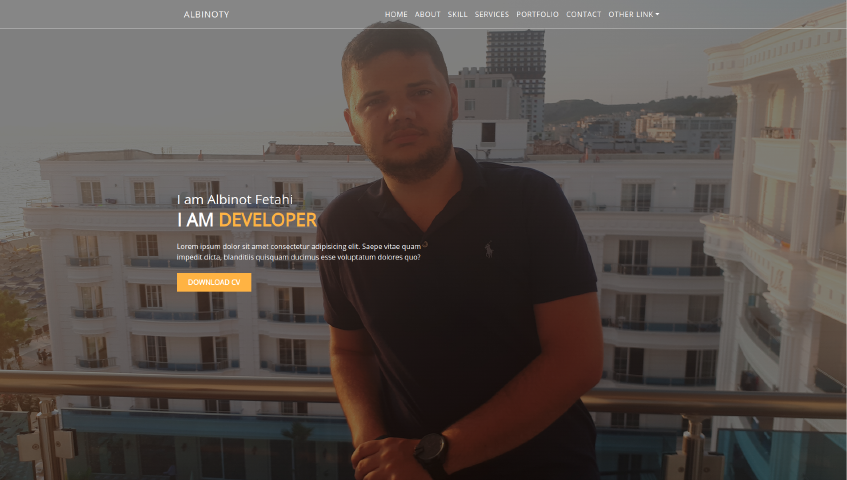 ALBINOTY
HOME ABOUT SKILL SERVICES PORTFOLIO CONTACT OTHER LINK
I am Albinot Fetahi
I AM DEVELOPER
Lorem ipsum dolor sit amet consectetur adipisicing elit. Saepe vitae quam
impedit dicta, blanditiis quisquam ducimus esse voluptatum dolores quo?
DOWNLOAD CV